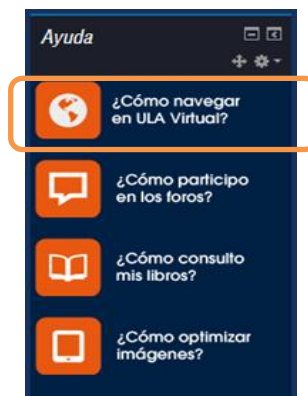 Ayuda
¿Cómo navegar
en ULA Virtual?
¿Cómo participo
en los foros?
¿Cómo consulto
mis libros?
¿Cómo optimizar
imágenes?